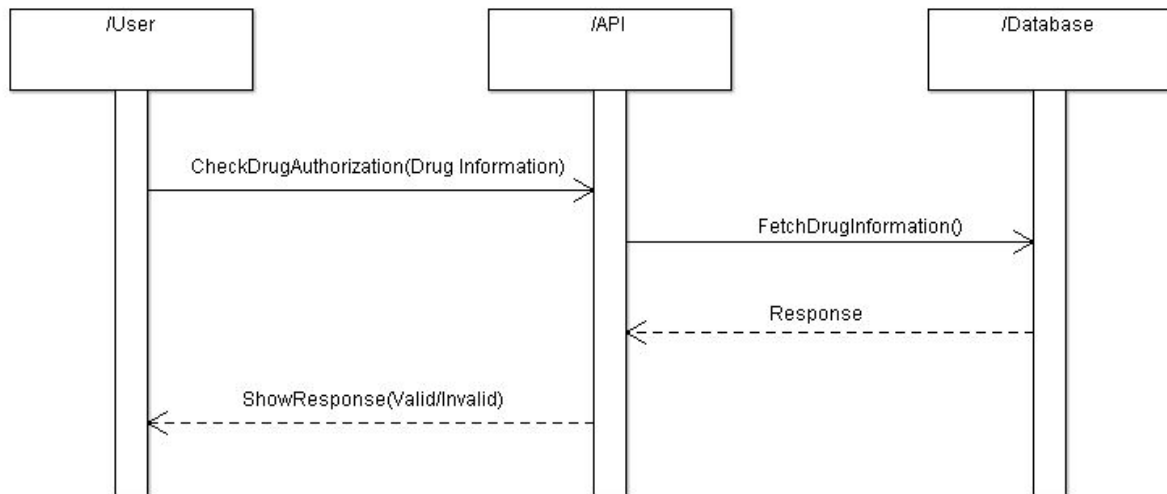 /User
/API
/Database
CheckDrugAuthorization(Drug Information)
FetchDrugInformation()
Response
ShowResponse(Valid/Invalid)